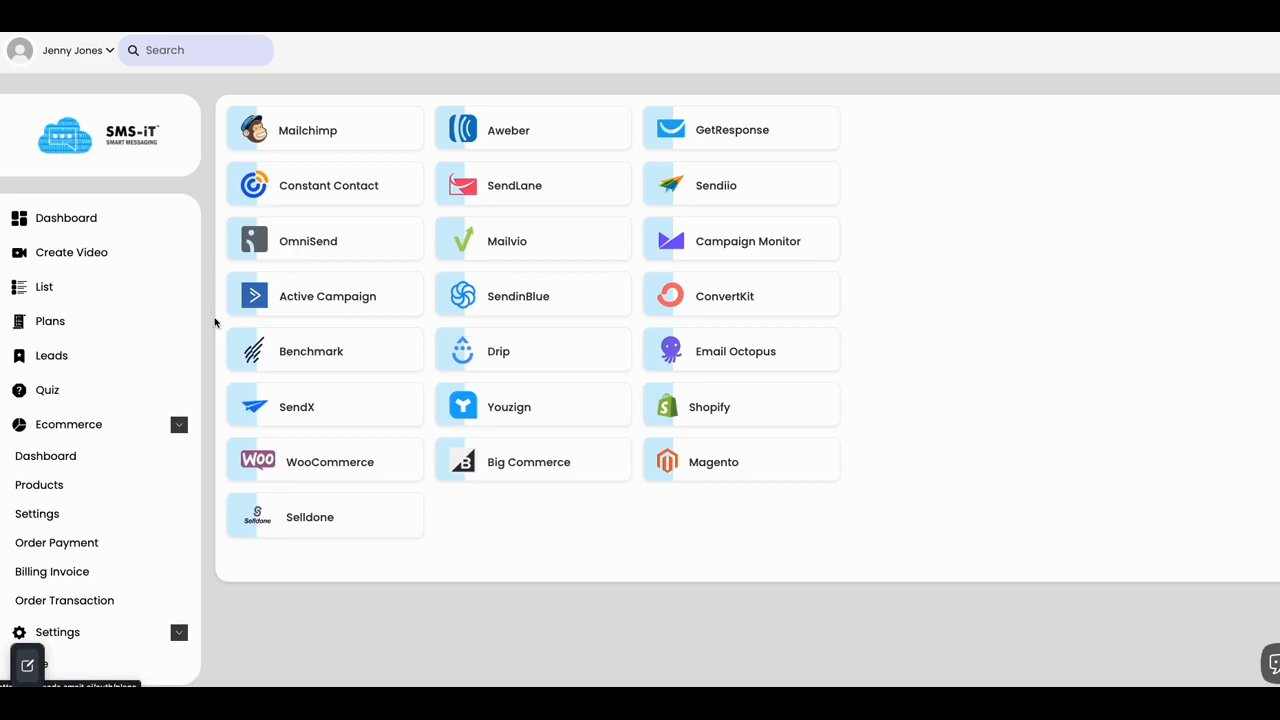 Jenny Jones
Search
SMS-iT
SMART MESSAGING
Dashboard
Create Video
List
Plans
Leads
Quiz
Ecommerce
Dashboard
Products
Settings
Order Payment
Billing Invoice
Order Transaction
Settings
Mailchimp
Aweber
GetResponse
Constant Contact
SendLane
Sendiio
OmniSend
Mailvio
Campaign Monitor
Active Campaign
SendinBlue
ConvertKit
Benchmark
Drip
Email Octopus
SendX
Youzign
Shopify
WOO WooCommerce
Big Commerce
Magento
Selldone Selldone